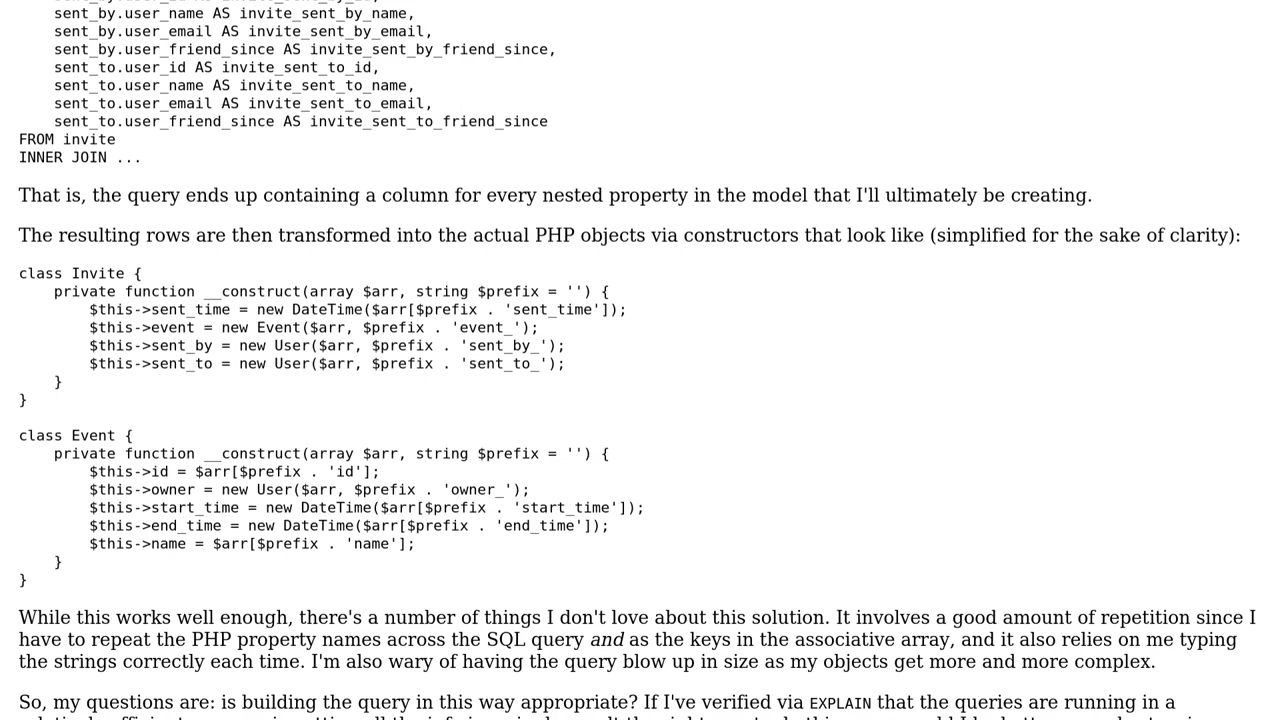 sent_by.user_name AS invite_sent_by_name,
    sent_by.user_email AS invite_sent_by_email,
    sent_by.user_friend_since AS invite_sent_by_friend_since,
    sent_to.user_id AS invite_sent_to_id,
    sent_to.user_name AS invite_sent_to_name,
    sent_to.user_email AS invite_sent_to_email,
    sent_to.user_friend_since AS invite_sent_to_friend_since
FROM invite
INNER JOIN ...
That is, the query ends up containing a column for every nested property in the model that I'll ultimately be creating.
The resulting rows are then transformed into the actual PHP objects via constructors that look like (simplified for the sake of clarity):
class Invite {
    private function __construct(array $arr, string $prefix = '') {
        $this->sent_time = new DateTime($arr[$prefix . 'sent_time']);
        $this->event = new Event($arr, $prefix . 'event_');
        $this->sent_by = new User($arr, $prefix . 'sent_by_');
        $this->sent_to = new User($arr, $prefix . 'sent_to_');
    }
}
class Event {
    private function __construct(array $arr, string $prefix = '') {
        $this->id = $arr[$prefix . 'id'];
        $this->owner = new User($arr, $prefix . 'owner_');
        $this->start_time = new DateTime($arr[$prefix . 'start_time']);
        $this->end_time = new DateTime($arr[$prefix . 'end_time']);
        $this->name = $arr[$prefix . 'name'];
    }
}
While this works well enough, there's a number of things I don't love about this solution. It involves a good amount of repetition since I
have to repeat the PHP property names across the SQL query and as the keys in the associative array, and it also relies on me typing
the strings correctly each time. I'm also wary of having the query blow up in size as my objects get more and more complex.
So, my questions are: is building the query in this way appropriate? If I've verified via EXPLAIN that the queries are running in a